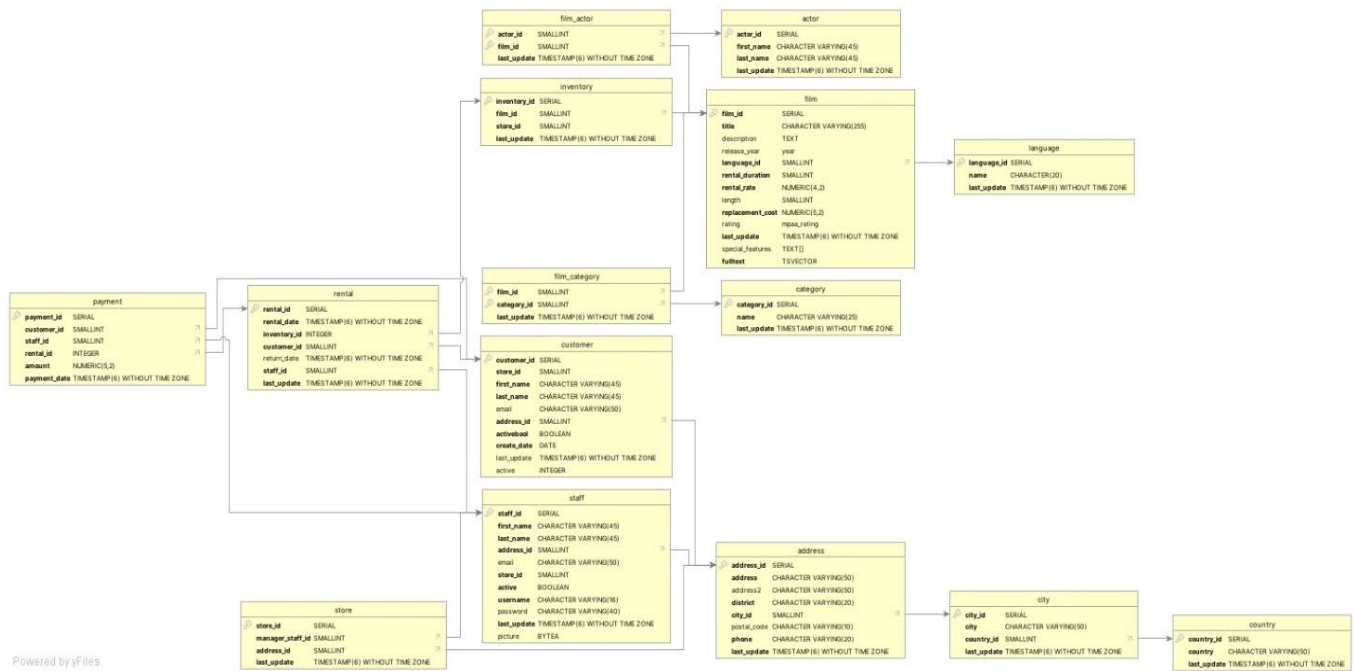 film_actor
actor_id SMALLINT
film_id SMALLINT
last_update TIMESTAMP(6) WITHOUT TIME ZONE
actor
actor_id SERIAL
first_name CHARACTER VARYING(45)
last_name CHARACTER VARYING(45)
last_update TIMESTAMP(6) WITHOUT TIME ZONE
inventory
inventory_id SERIAL
film_id SMALLINT
store_id SMALLINT
last_update TIMESTAMP(6) WITHOUT TIME ZONE
film
film_id SERIAL
title CHARACTER VARYING(255)
description TEXT
release_year year
language_id SMALLINT
rental_duration SMALLINT
rental_rate NUMERIC(4,2)
length SMALLINT
replacement_cost NUMERIC(5,2)
rating mpaa_rating
last_update TIMESTAMP(6) WITHOUT TIME ZONE
special_features TEXT[]
fulltext TSVECTOR
language
language_id SERIAL
name CHARACTER(20)
last_update TIMESTAMP(6) WITHOUT TIME ZONE
film_category
film_id SMALLINT
category_id SMALLINT
last_update TIMESTAMP(6) WITHOUT TIME ZONE
category
category_id SERIAL
name CHARACTER VARYING(25)
last_update TIMESTAMP(6) WITHOUT TIME ZONE
payment
payment_id SERIAL
customer_id SMALLINT
staff_id SMALLINT
rental_id INTEGER
amount NUMERIC(5,2)
payment_date TIMESTAMP(6) WITHOUT TIME ZONE
rental
rental_id SERIAL
rental_date TIMESTAMP(6) WITHOUT TIME ZONE
inventory_id INTEGER
customer_id SMALLINT
return_date TIMESTAMP(6) WITHOUT TIME ZONE
staff_id SMALLINT
last_update TIMESTAMP(6) WITHOUT TIME ZONE
customer
customer_id SERIAL
store_id SMALLINT
first_name CHARACTER VARYING(45)
last_name CHARACTER VARYING(45)
email CHARACTER VARYING(50)
address_id SMALLINT
activebool BOOLEAN
create_date DATE
last_update TIMESTAMP(6) WITHOUT TIME ZONE
active INTEGER
staff
staff_id SERIAL
first_name CHARACTER VARYING(45)
last_name CHARACTER VARYING(45)
address_id SMALLINT
email CHARACTER VARYING(50)
store_id SMALLINT
active BOOLEAN
username CHARACTER VARYING(16)
password CHARACTER VARYING(40)
last_update TIMESTAMP(6) WITHOUT TIME ZONE
picture BYTEA
store
store_id SERIAL
manager_staff_id SMALLINT
address_id SMALLINT
last_update TIMESTAMP(6) WITHOUT TIME ZONE
address
address_id SERIAL
address CHARACTER VARYING(50)
address2 CHARACTER VARYING(50)
district CHARACTER VARYING(20)
city_id SMALLINT
postal_code CHARACTER VARYING(10)
phone CHARACTER VARYING(20)
last_update TIMESTAMP(6) WITHOUT TIME ZONE
city
city_id SERIAL
city CHARACTER VARYING(50)
country_id SMALLINT
last_update TIMESTAMP(6) WITHOUT TIME ZONE
country
country_id SERIAL
country CHARACTER VARYING(50)
last_update TIMESTAMP(6) WITHOUT TIME ZONE
Powered by yFiles